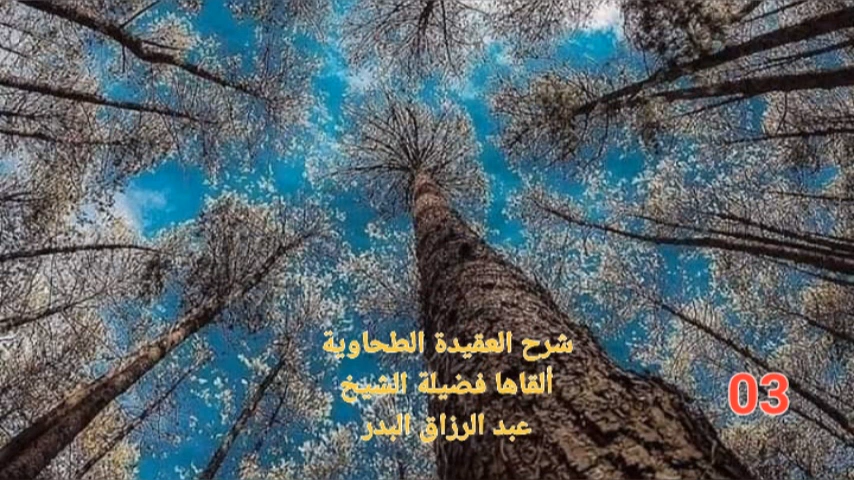 شرح العقيدة الطحاوية
ألقاها فضيلة الشيخ
عبد الرزاق البدر
03